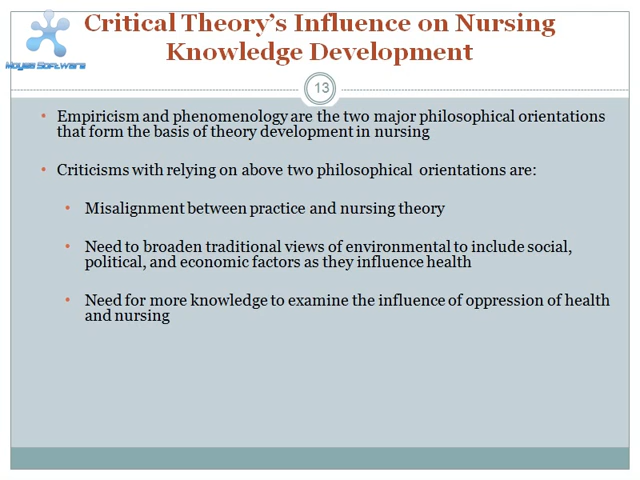 Critical Theory's Influence on Nursing
Knowledge Development
Moyea Software
13
• Empiricism and phenomenology are the two major philosophical orientations
that form the basis of theory development in nursing
• Criticisms with relying on above two philosophical orientations are:
• Misalignment between practice and nursing theory
• Need to broaden traditional views of environmental to include social,
political, and economic factors as they influence health
• Need for more knowledge to examine the influence of oppression of health
and nursing